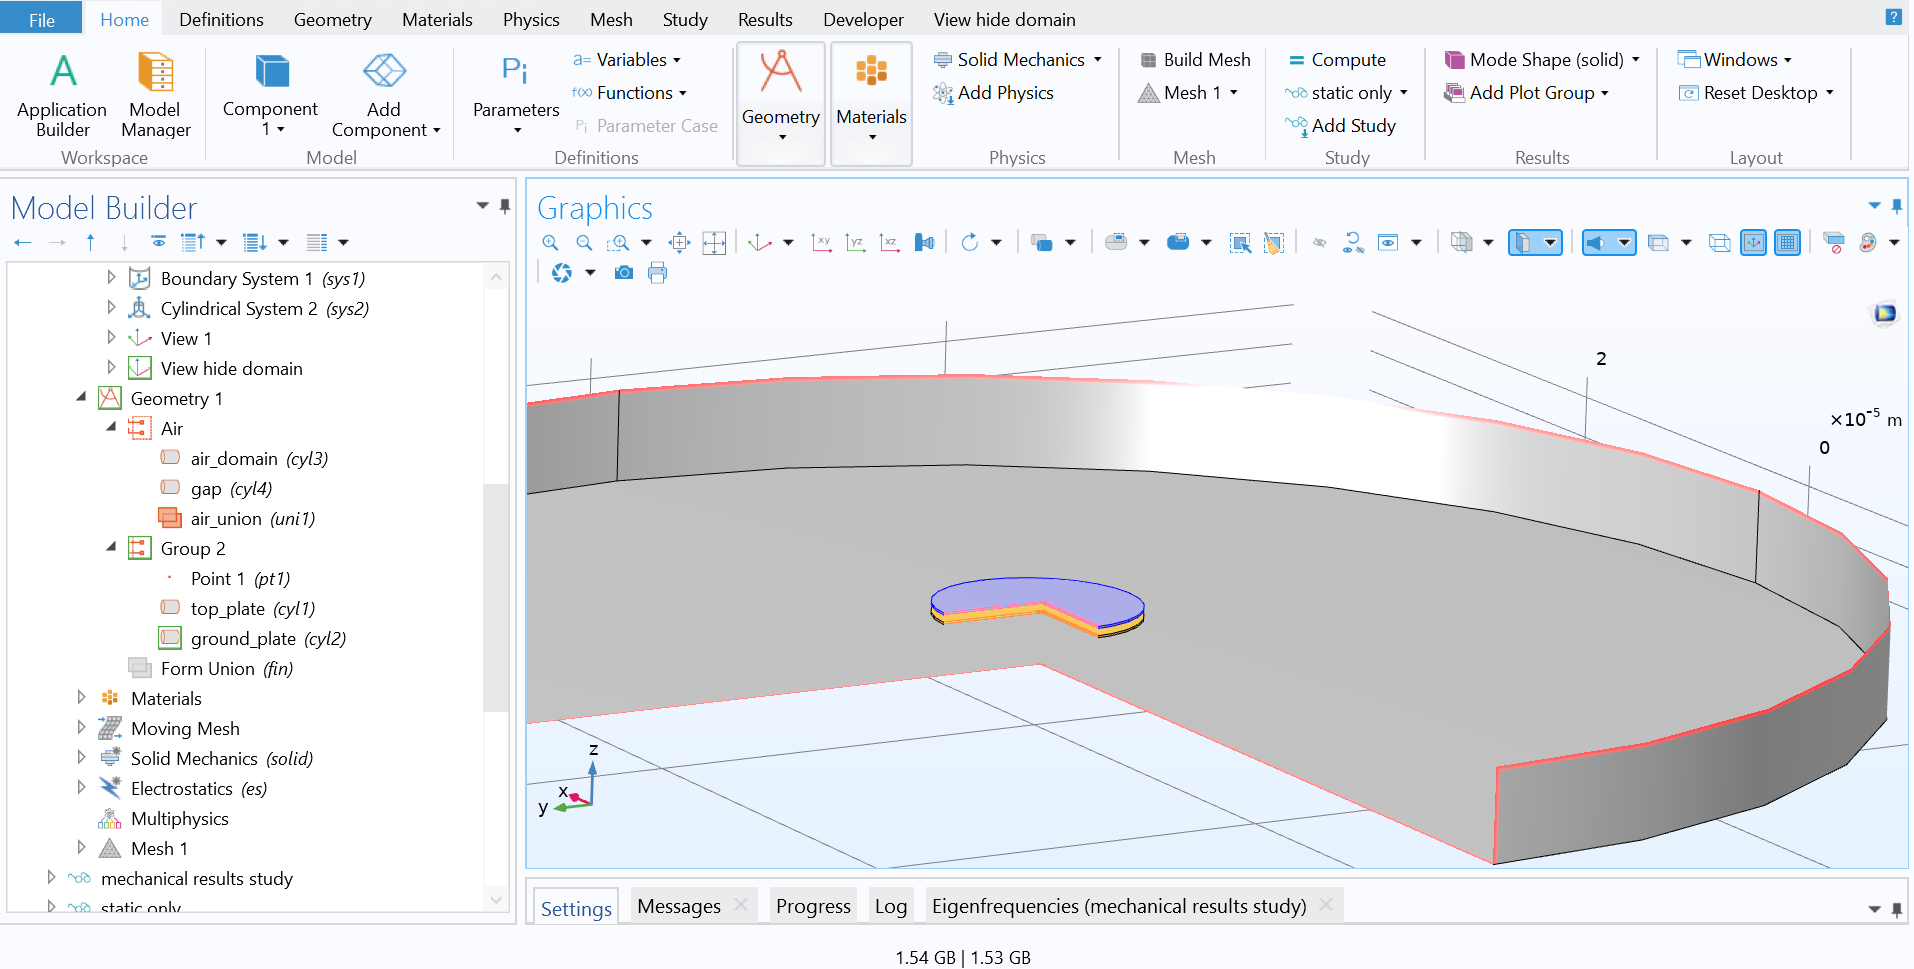 File Home Definitions Geometry Materials Physics Mesh Study Results Developer View hide domain ?
Application Builder
Model Manager
Workspace
Component 1
Add Component
Model
Pi
Parameters
a= Variables
f(x) Functions
Pi Parameter Case
Definitions
Geometry
Materials
Solid Mechanics
Add Physics
Physics
Build Mesh
Mesh 1
Mesh
Compute
static only
Add Study
Study
Mode Shape (solid)
Add Plot Group
Results
Windows
Reset Desktop
Layout
Model Builder
Boundary System 1 (sys1)
Cylindrical System 2 (sys2)
View 1
View hide domain
Geometry 1
Air
air_domain (cyl3)
gap (cyl4)
air_union (uni1)
Group 2
Point 1 (pt1)
top_plate (cyl1)
ground_plate (cyl2)
Form Union (fin)
Materials
Moving Mesh
Solid Mechanics (solid)
Electrostatics (es)
Multiphysics
Mesh 1
mechanical results study
static only
Graphics
xy yz xz
2
×10-5 m
0
z
x
y
Settings Messages Progress Log Eigenfrequencies (mechanical results study)
1.54 GB | 1.53 GB